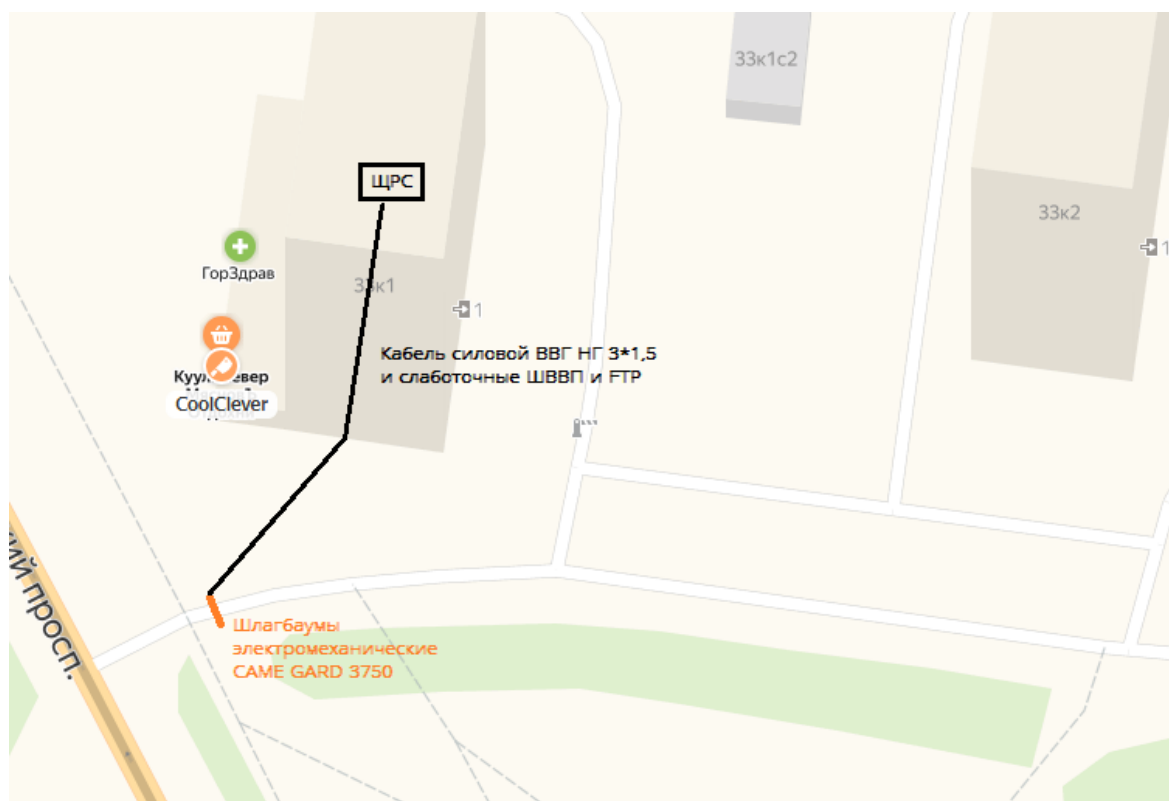 33к1с2
ЩРС
33к2
1
ГорЗдрав
33к1
1
Кабель силовой ВВГ НГ 3*1,5
и слаботочные ШВВП и FTP
CoolClever
кий просп.
Шлагбаумы
электромеханические
CAME GARD 3750